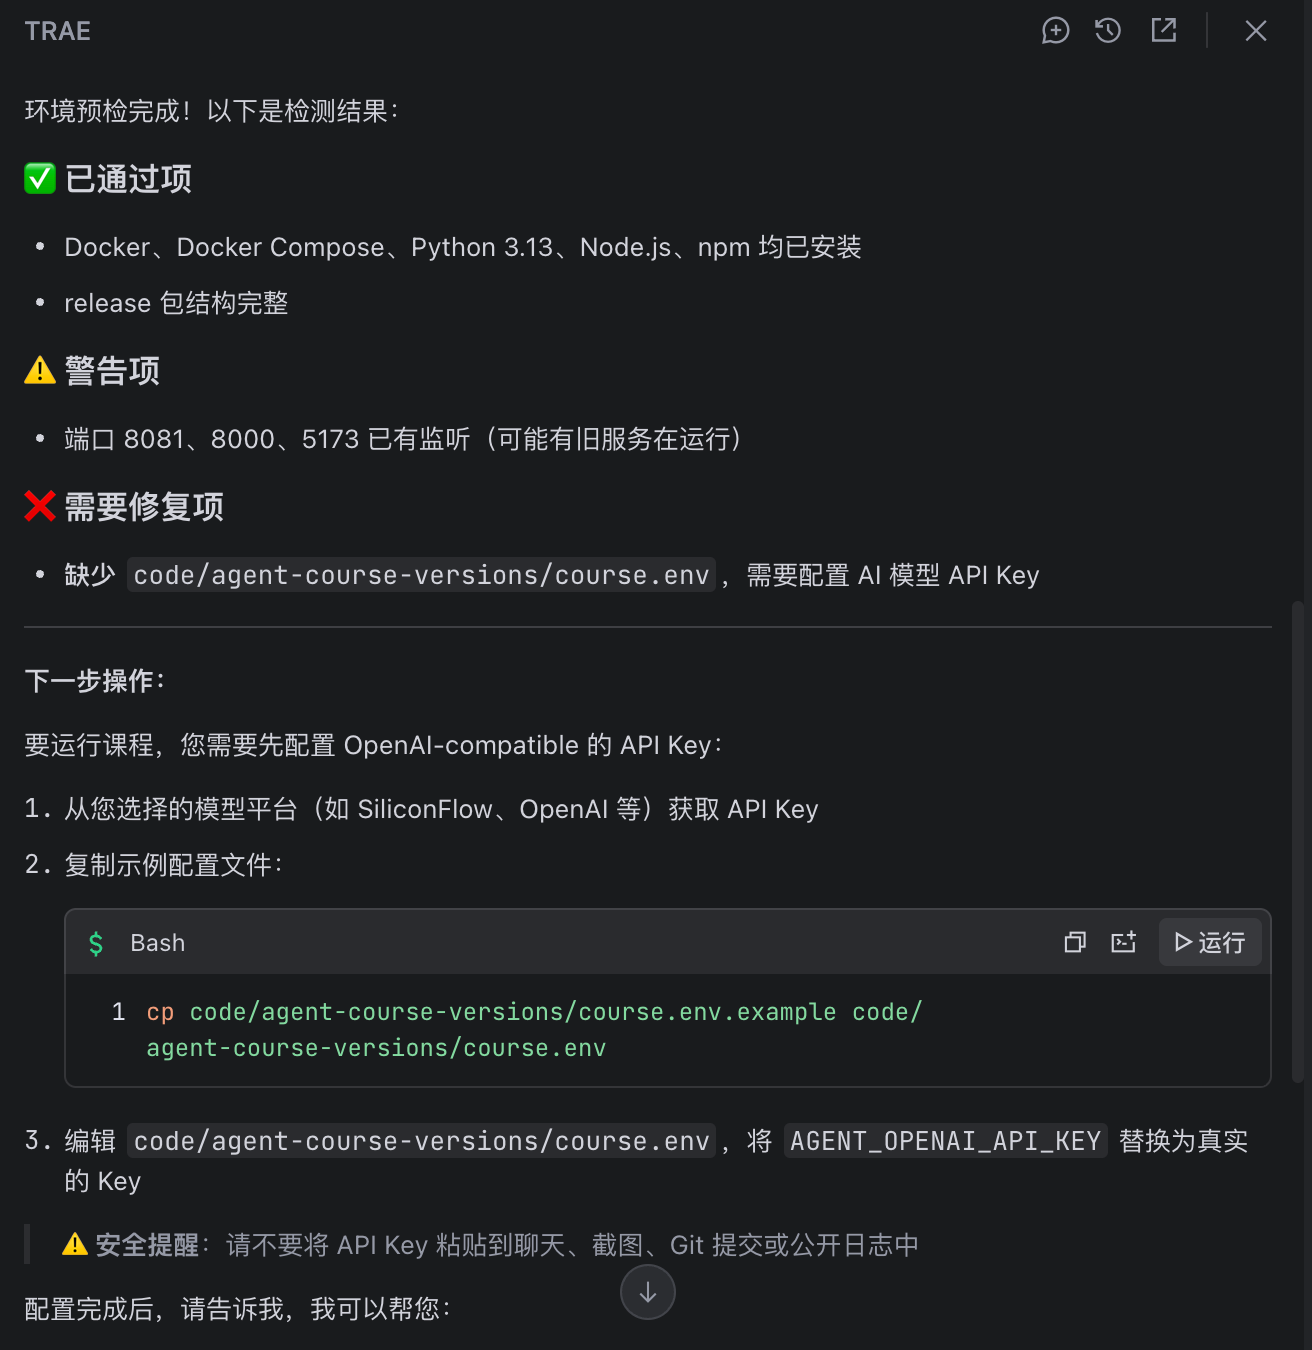 TRAE
环境预检完成！以下是检测结果：
✅ 已通过项
• Docker、Docker Compose、Python 3.13、Node.js、npm 均已安装
• release 包结构完整
⚠️ 警告项
• 端口 8081、8000、5173 已有监听（可能有旧服务在运行）
❌ 需要修复项
• 缺少 code/agent-course-versions/course.env ，需要配置 AI 模型 API Key
下一步操作：
要运行课程，您需要先配置 OpenAI-compatible 的 API Key：
1. 从您选择的模型平台（如 SiliconFlow、OpenAI 等）获取 API Key
2. 复制示例配置文件：
$ Bash 运行
1 cp code/agent-course-versions/course.env.example code/
agent-course-versions/course.env
3. 编辑 code/agent-course-versions/course.env ，将 AGENT_OPENAI_API_KEY 替换为真实
的 Key
⚠️ 安全提醒：请不要将 API Key 粘贴到聊天、截图、Git 提交或公开日志中
配置完成后，请告诉我，我可以帮您：